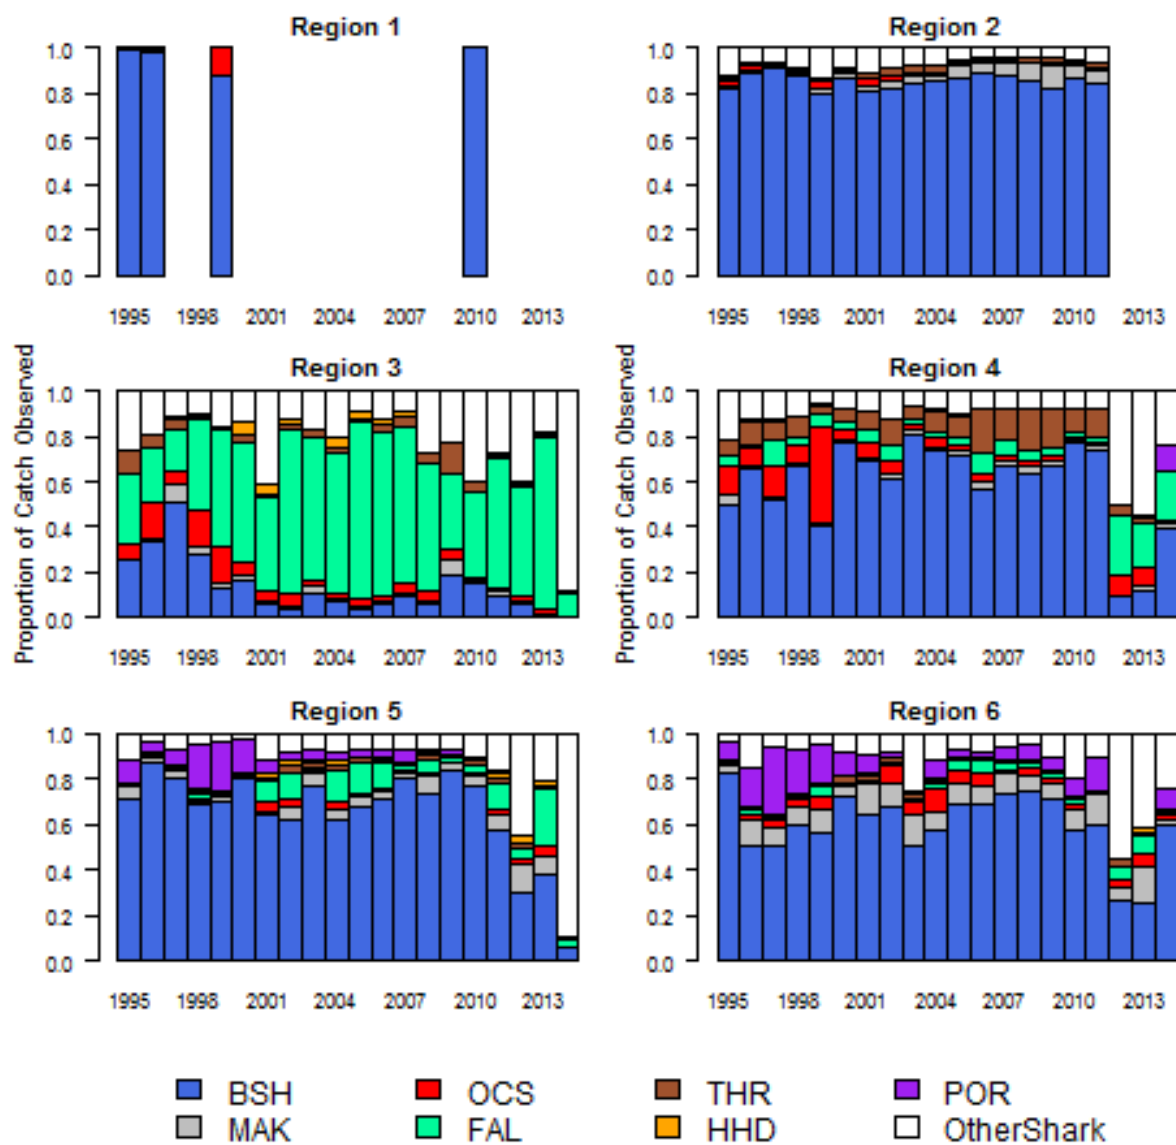 Region 1
Region 2
1.0
0.8
0.6
0.4
0.2
0.0
1995 1998 2001 2004 2007 2010 2013
1.0
0.8
0.6
0.4
0.2
0.0
1995 1998 2001 2004 2007 2010 2013
Region 3
Region 4
Proportion of Catch Observed
1.0
0.8
0.6
0.4
0.2
0.0
1995 1998 2001 2004 2007 2010 2013
Proportion of Catch Observed
1.0
0.8
0.6
0.4
0.2
0.0
1995 1998 2001 2004 2007 2010 2013
Region 5
Region 6
1.0
0.8
0.6
0.4
0.2
0.0
1995 1998 2001 2004 2007 2010 2013
1.0
0.8
0.6
0.4
0.2
0.0
1995 1998 2001 2004 2007 2010 2013
BSH OCS THR POR
MAK FAL HHD OtherShark